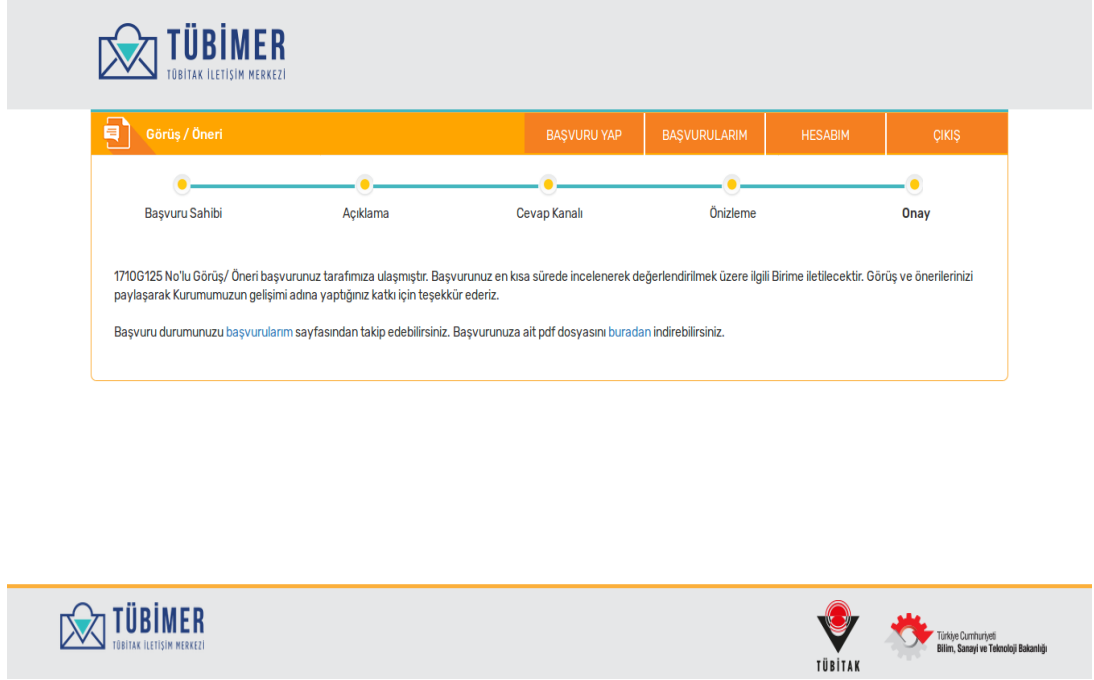 TÜBİMER
TÜBİTAK İLETİŞİM MERKEZİ
Görüş / Öneri
BAŞVURU YAP
BAŞVURULARIM
HESABIM
ÇIKIŞ
Başvuru Sahibi
Açıklama
Cevap Kanalı
Önizleme
Onay
1710G125 No'lu Görüş/ Öneri başvurunuz tarafımıza ulaşmıştır. Başvurunuz en kısa sürede incelenerek değerlendirilmek üzere ilgili Birime iletilecektir. Görüş ve önerilerinizi
paylaşarak Kurumumuzun gelişimi adına yaptığınız katkı için teşekkür ederiz.
Başvuru durumunuzu başvurularım sayfasından takip edebilirsiniz. Başvurunuza ait pdf dosyasını buradan indirebilirsiniz.
TÜBİMER
TÜBİTAK İLETİŞİM MERKEZİ
TÜBİTAK
Türkiye Cumhuriyeti
Bilim, Sanayi ve Teknoloji Bakanlığı